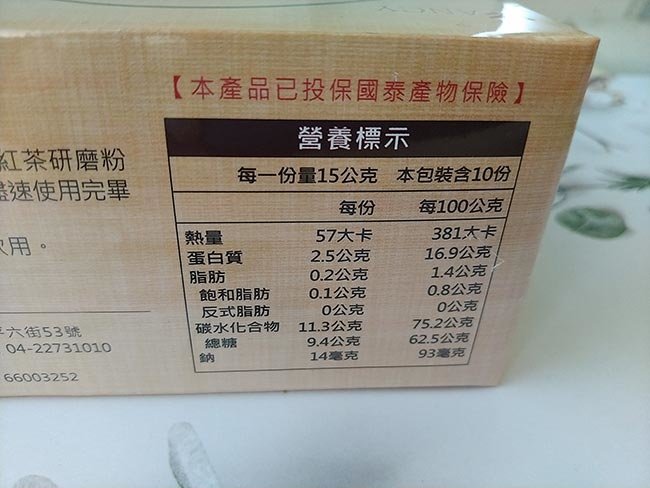 【本產品已投保國泰產物保險】
營養標示
每一份量15公克 本包裝含10份
每份 每100公克
熱量 57大卡 381大卡
蛋白質 2.5公克 16.9公克
脂肪 0.2公克 1.4公克
飽和脂肪 0.1公克 0.8公克
反式脂肪 0公克 0公克
碳水化合物 11.3公克 75.2公克
總糖 9.4公克 62.5公克
鈉 14毫克 93毫克
紅茶研磨粉
速使用完畢
用。
六街53號
04-22731010
66003252